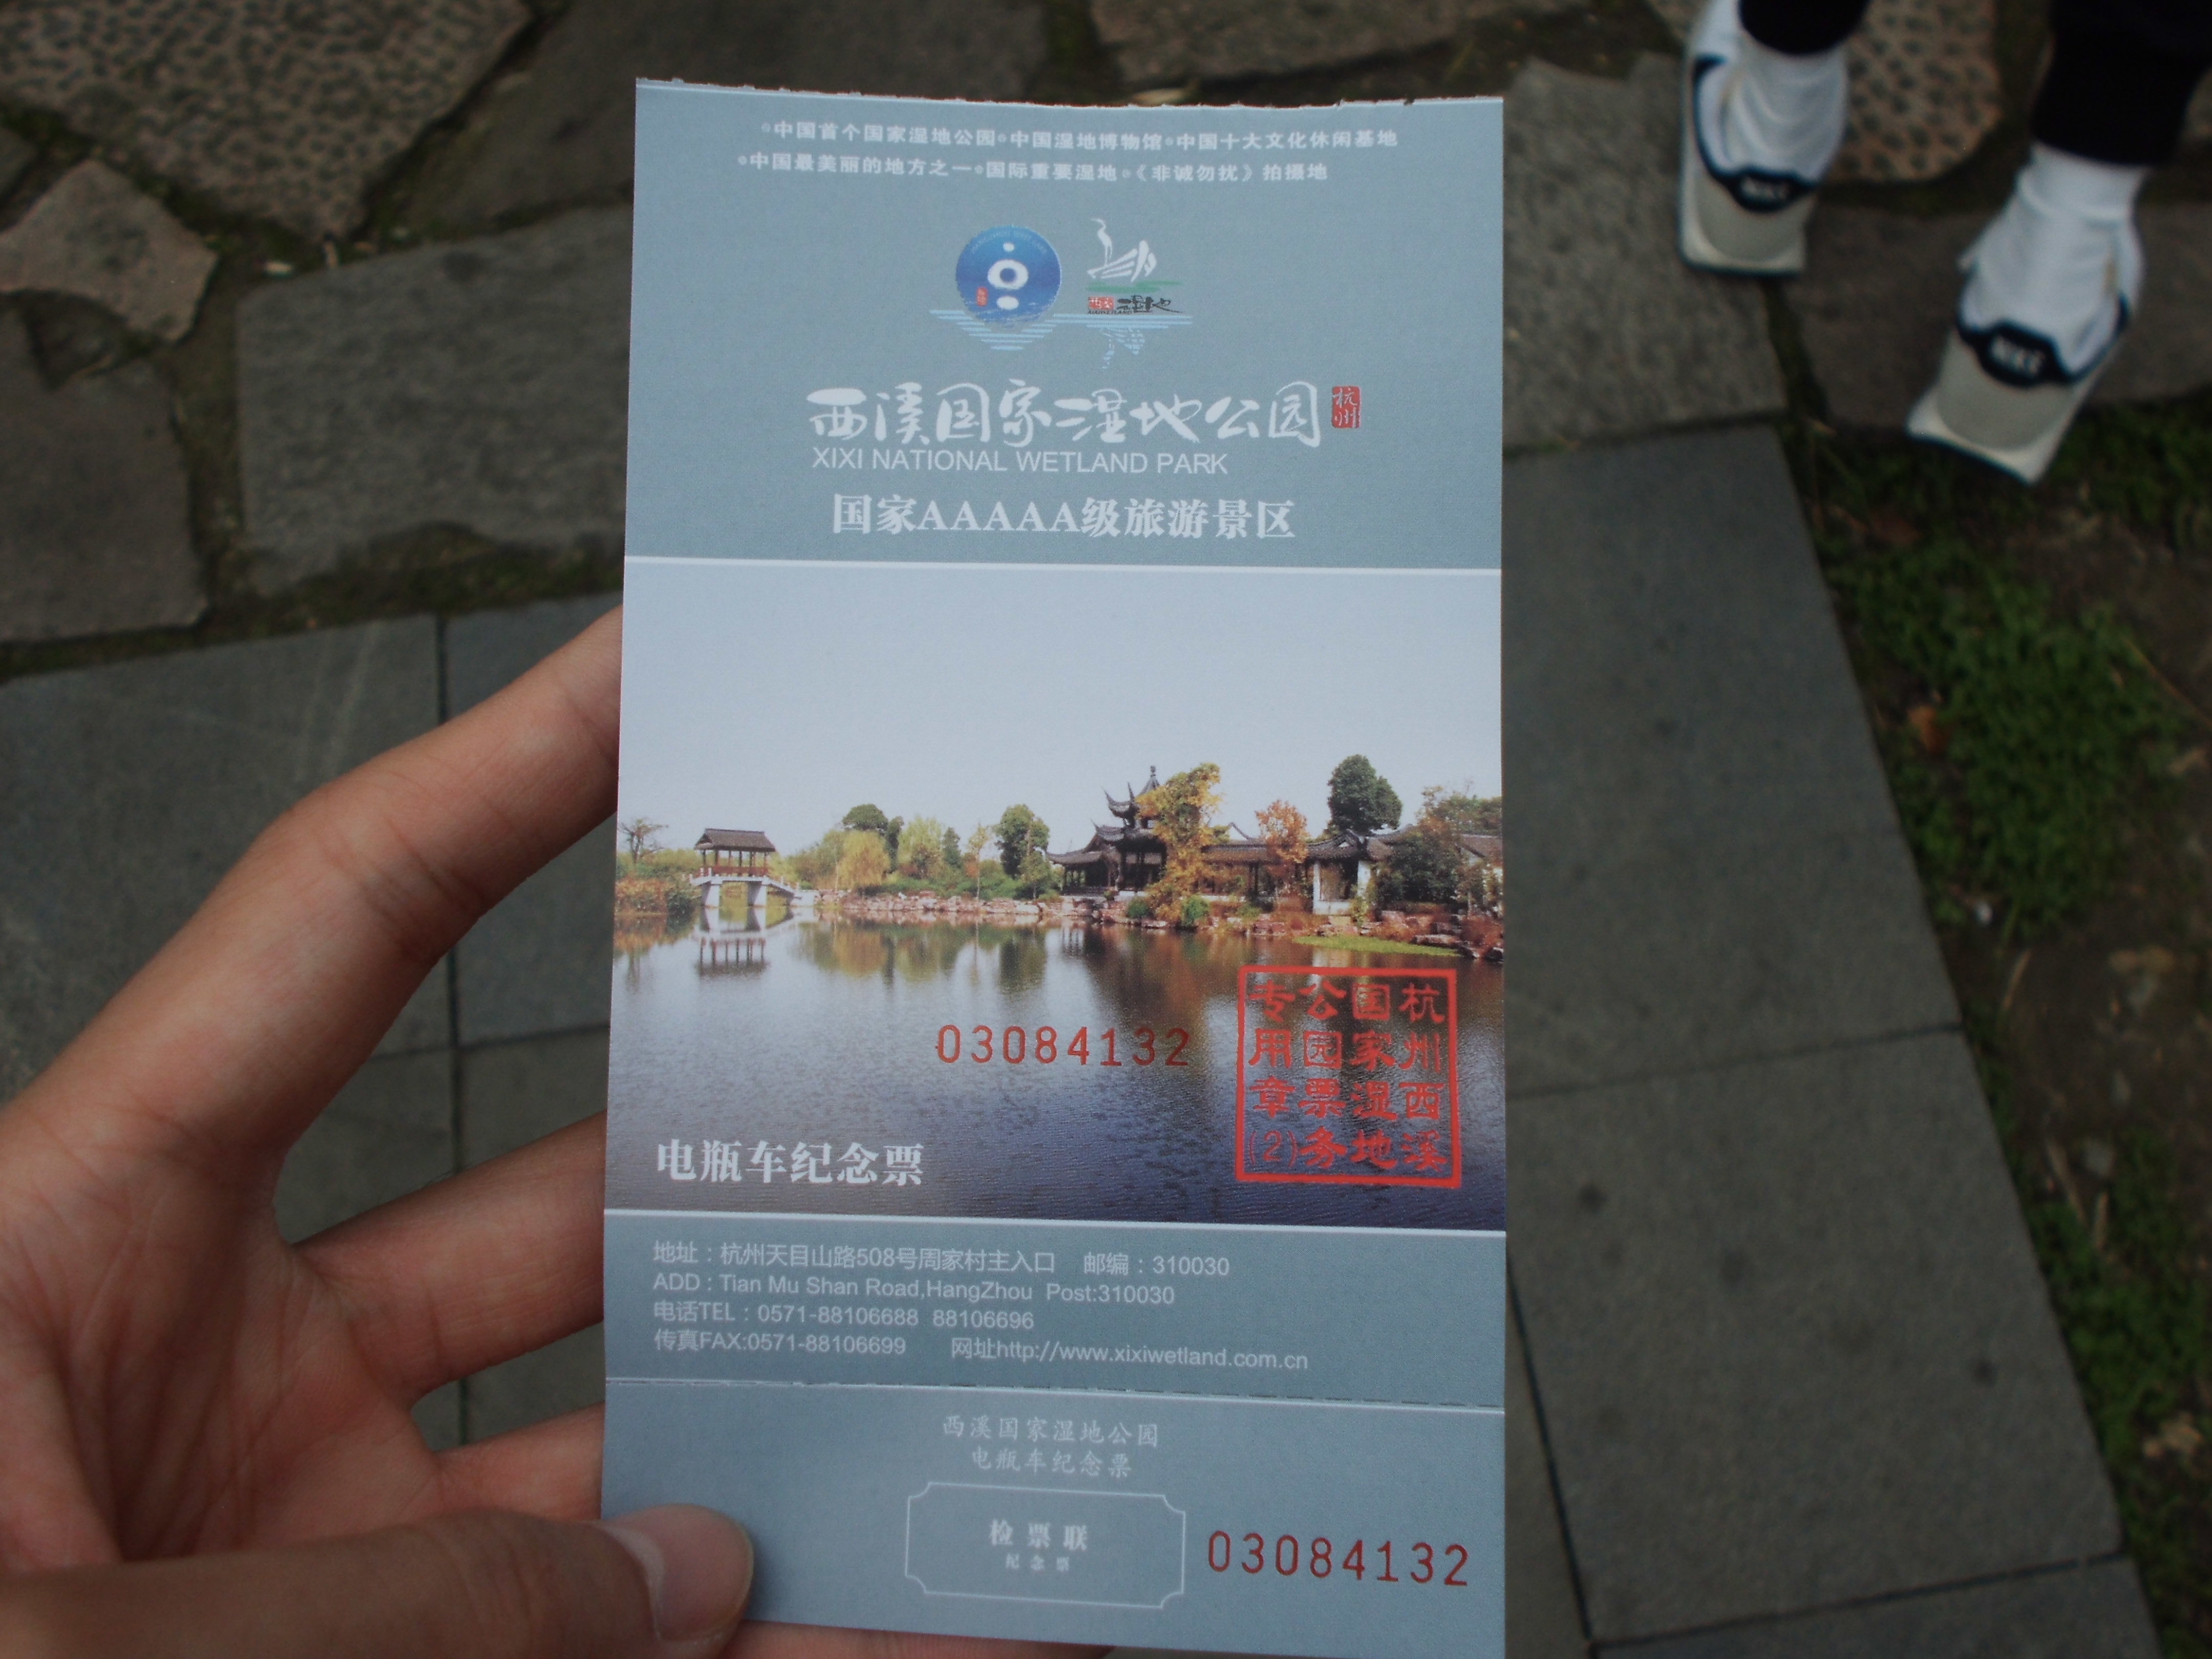 •中国首个国家湿地公园•中国湿地博物馆•中国十大文化休闲基地
•中国最美丽的地方之一•国际重要湿地•《非诚勿扰》拍摄地
西溪湿地
西溪国家湿地公园 杭州
XIXI NATIONAL WETLAND PARK
国家AAAAA级旅游景区
03084132
杭州西溪
国家湿地
公园票务
专用章(2)
电瓶车纪念票
地址：杭州天目山路508号周家村主入口 邮编：310030
ADD : Tian Mu Shan Road,HangZhou Post:310030
电话TEL : 0571-88106688 88106696
传真FAX:0571-88106699 网址http://www.xixiwetland.com.cn
西溪国家湿地公园
电瓶车纪念票
检票联
纪念票
03084132
NIKE
NIKE